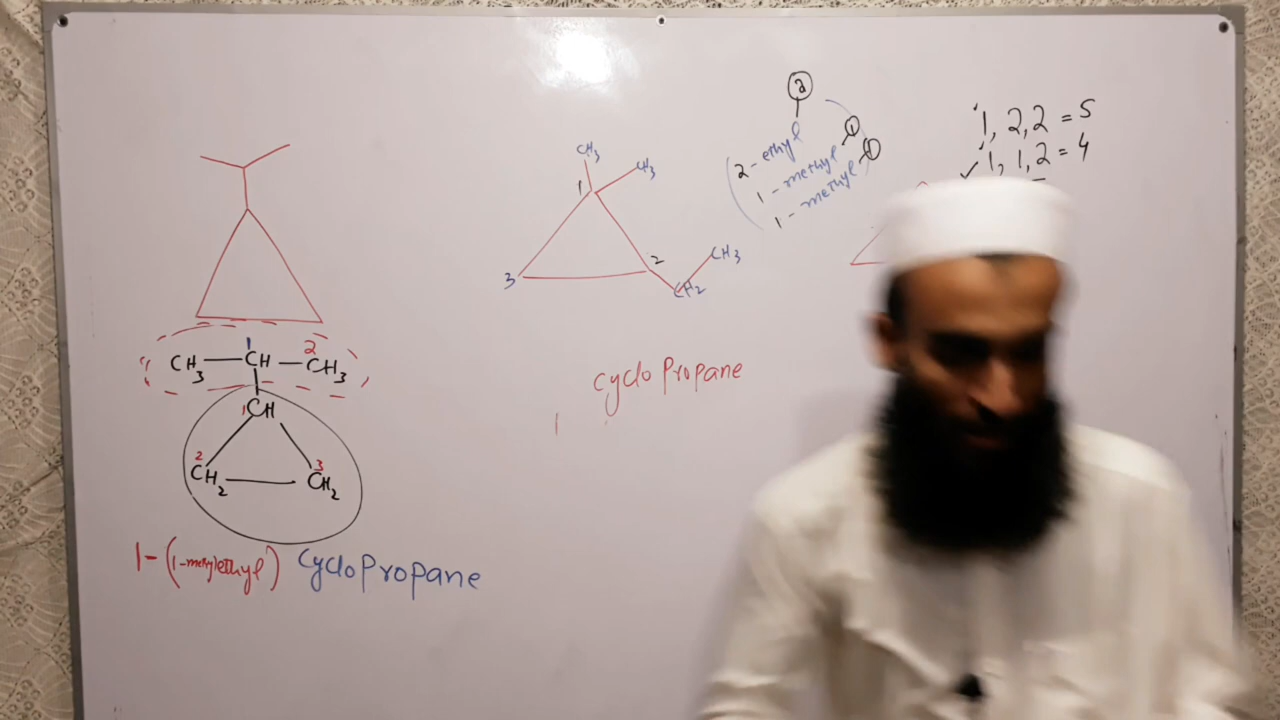 CH3 — CH — CH3
1 2
1 CH
2 3
CH2 — CH2
1-(1-methylethyl) cyclopropane
CH3
1 CH3
2
3
CH2 CH3
cyclo Propane
1
2
2-ethyl
1-methyl 1
1-methyl 1
1, 2, 2 = 5
✓ 1, 1, 2 = 4